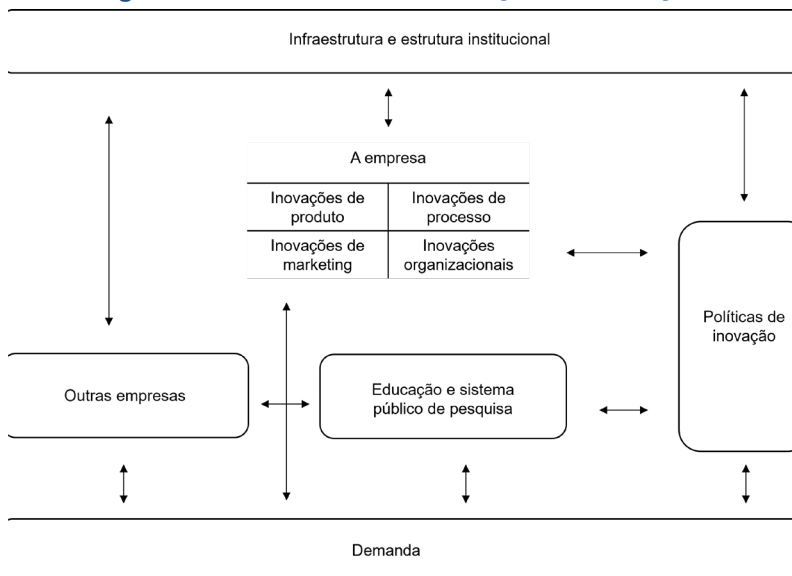 Infraestrutura e estrutura institucional
A empresa
Inovações de
produto
Inovações de
processo
Inovações de
marketing
Inovações
organizacionais
Políticas de
inovação
Outras empresas
Educação e sistema
público de pesquisa
Demanda